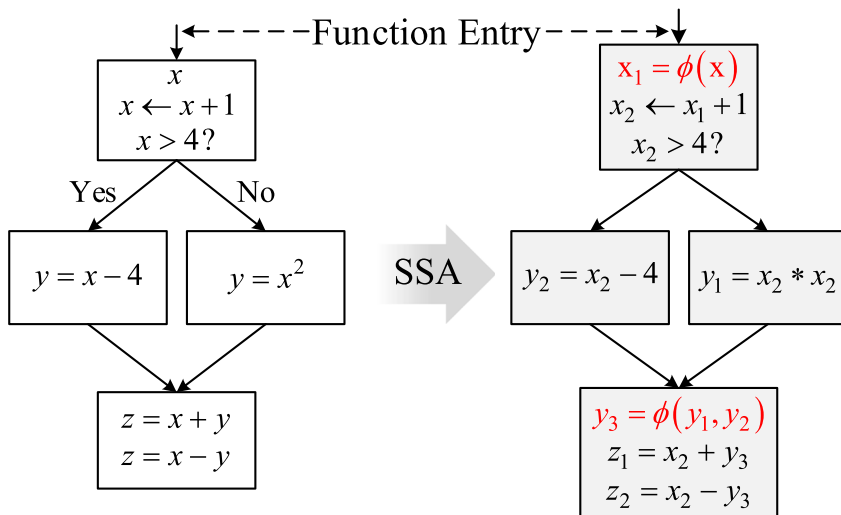 Function Entry
x
x ← x + 1
x > 4?
Yes
No
y = x − 4
y = x²
z = x + y
z = x − y
SSA
x₁ = ϕ(x)
x₂ ← x₁ + 1
x₂ > 4?
y₂ = x₂ − 4
y₁ = x₂ * x₂
y₃ = ϕ(y₁, y₂)
z₁ = x₂ + y₃
z₂ = x₂ − y₃